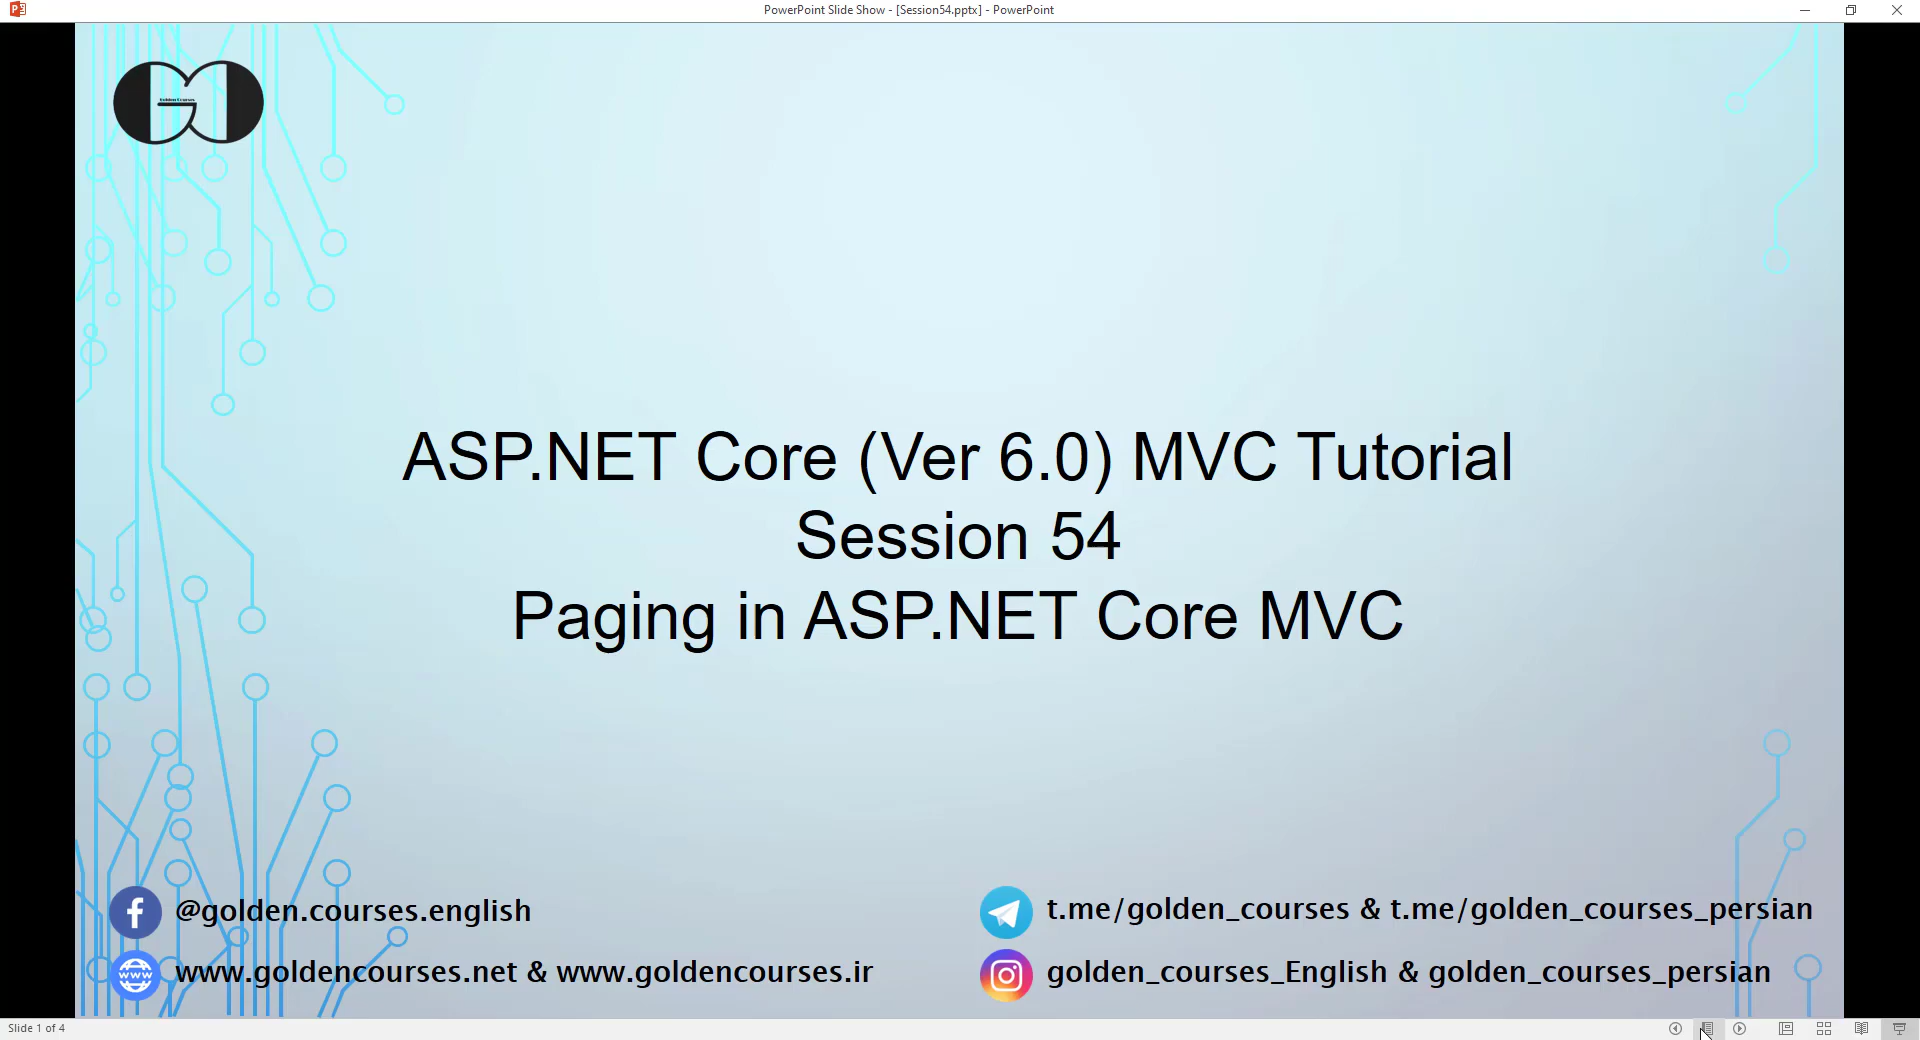 PowerPoint Slide Show - [Session54.pptx] - PowerPoint
Golden Courses
ASP.NET Core (Ver 6.0) MVC Tutorial
Session 54
Paging in ASP.NET Core MVC
@golden.courses.english
t.me/golden_courses & t.me/golden_courses_persian
www.goldencourses.net & www.goldencourses.ir
golden_courses_English & golden_courses_persian
Slide 1 of 4